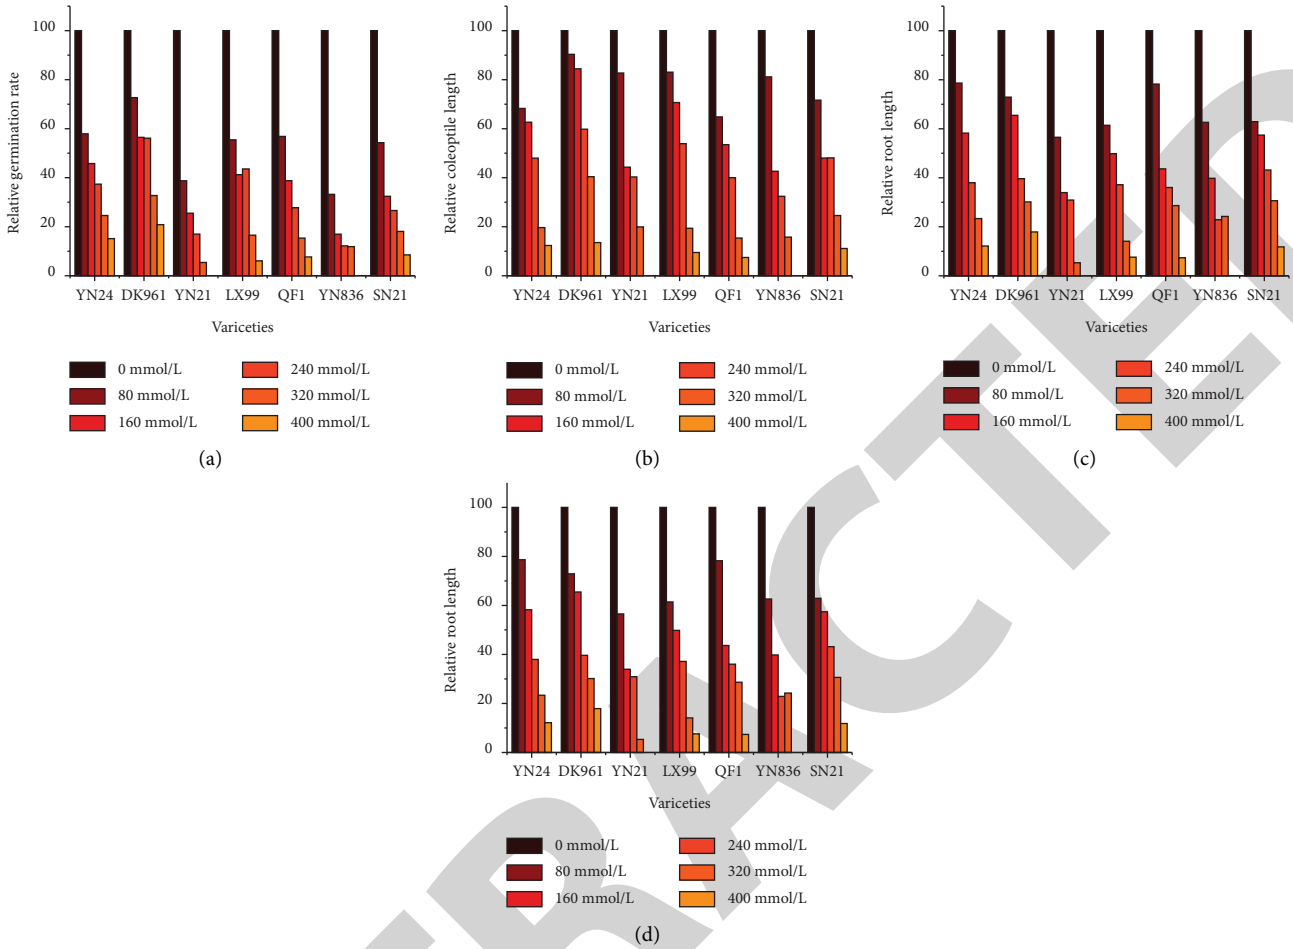 Relative germination rate
100
80
60
40
20
0
YN24 DK961 YN21 LX99 QF1 YN836 SN21
Variceties
0 mmol/L
80 mmol/L
160 mmol/L
240 mmol/L
320 mmol/L
400 mmol/L
(a)
Relative coleoptile length
100
80
60
40
20
0
YN24 DK961 YN21 LX99 QF1 YN836 SN21
Variceties
0 mmol/L
80 mmol/L
160 mmol/L
240 mmol/L
320 mmol/L
400 mmol/L
(b)
Relative root length
100
80
60
40
20
0
YN24 DK961 YN21 LX99 QF1 YN836 SN21
Variceties
0 mmol/L
80 mmol/L
160 mmol/L
240 mmol/L
320 mmol/L
400 mmol/L
(c)
Relative root length
100
80
60
40
20
0
YN24 DK961 YN21 LX99 QF1 YN836 SN21
Variceties
0 mmol/L
80 mmol/L
160 mmol/L
240 mmol/L
320 mmol/L
400 mmol/L
(d)
RACTE